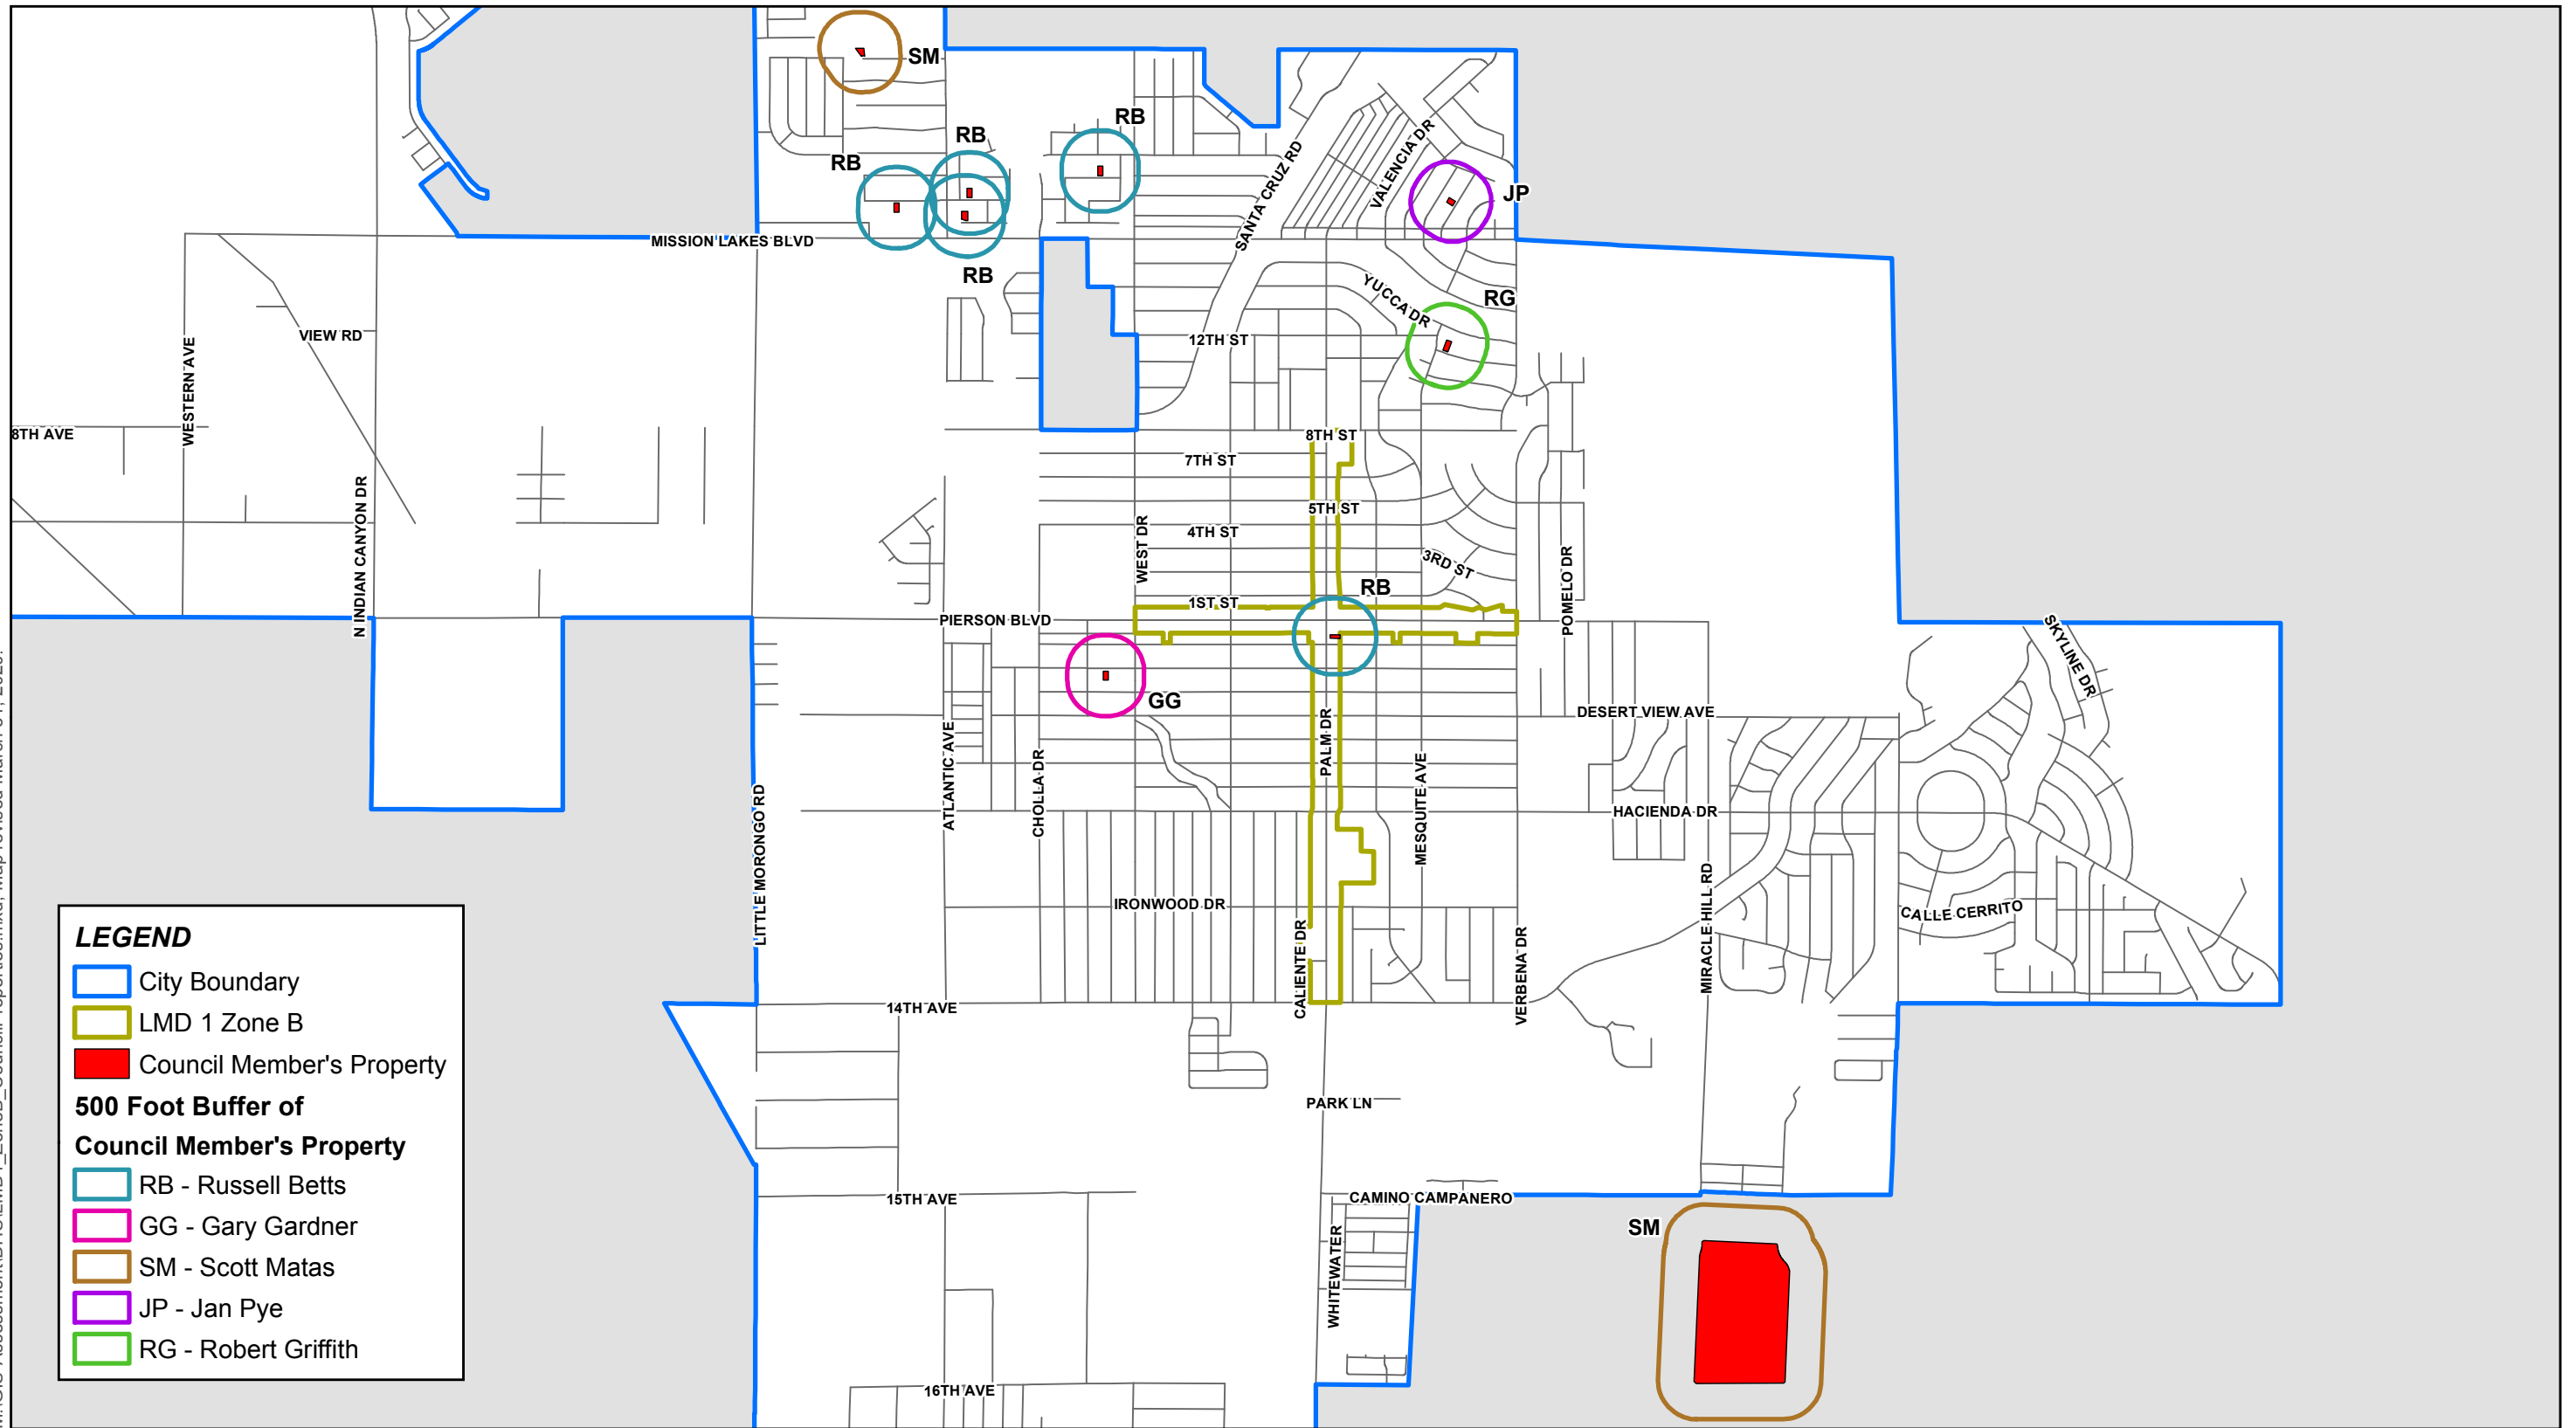 SM
RB
RB
RB
JP
SANTA CRUZ RD
VALENCIA DR
MISSION LAKES BLVD
RB
YUCCA DR
RG
VIEW RD
WESTERN AVE
12TH ST
8TH AVE
8TH ST
7TH ST
N INDIAN CANYON DR
5TH ST
4TH ST
WEST DR
3RD ST
POMELO DR
RB
1ST ST
PIERSON BLVD
SKYLINE DR
GG
DESERT VIEW AVE
PALM DR
ATLANTIC AVE
CHOLLA DR
MESQUITE AVE
HACIENDA DR
LITTLE MORONGO RD
MIRACLE HILL RD
IRONWOOD DR
CALLE CERRITO
CALIENTE DR
VERBENA DR
14TH AVE
PARK LN
15TH AVE
CAMINO CAMPANERO
SM
WHITEWATER
16TH AVE
LEGEND
City Boundary
LMD 1 Zone B
Council Member's Property
500 Foot Buffer of
Council Member's Property
RB - Russell Betts
GG - Gary Gardner
SM - Scott Matas
JP - Jan Pye
RG - Robert Griffith